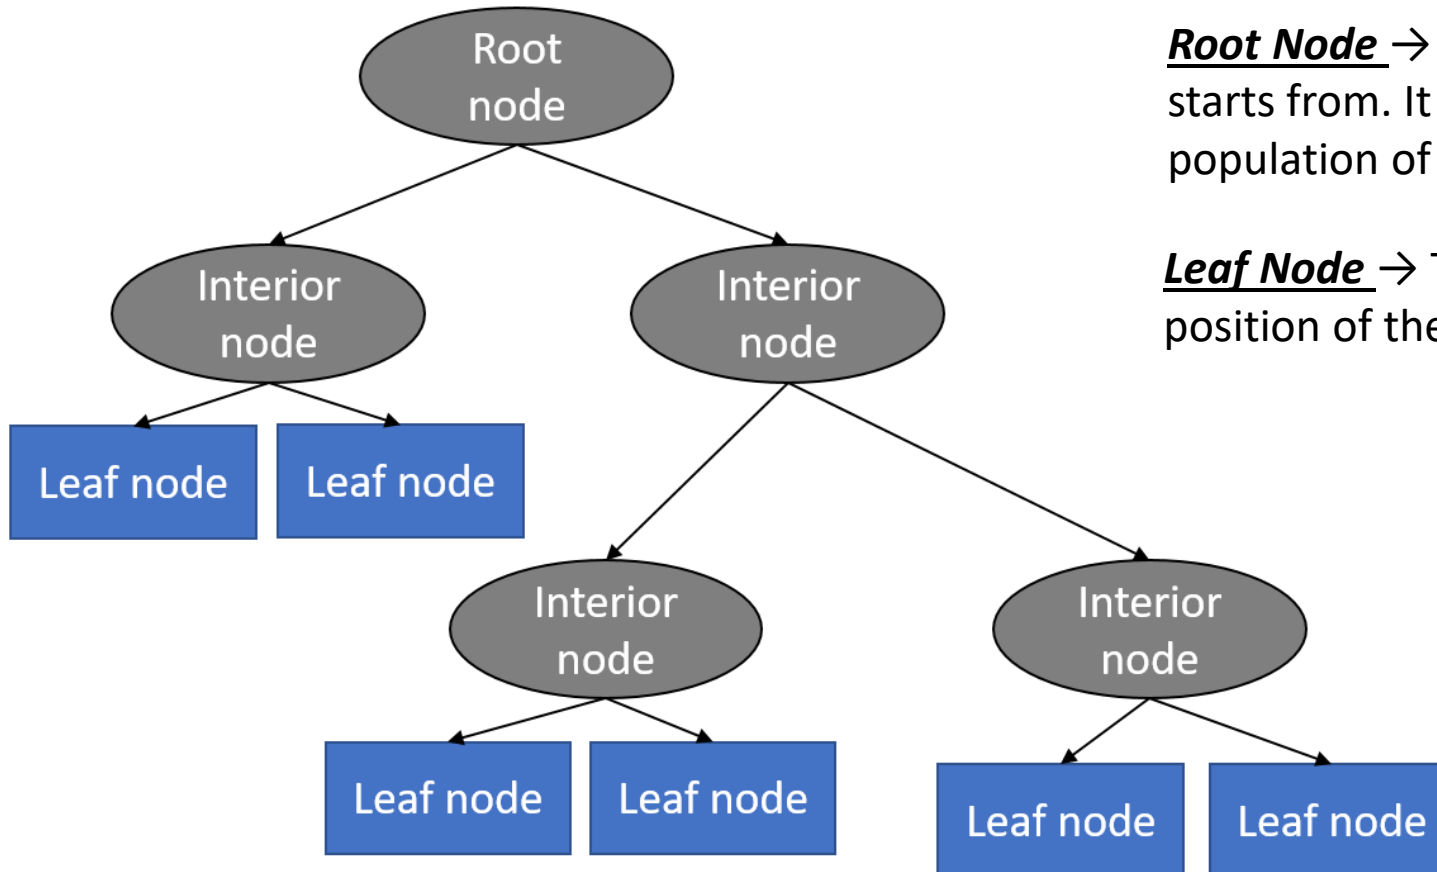 Root
node
Root Node →
starts from. It
population of
Interior
node
Interior
node
Leaf Node →
position of the
Leaf node
Leaf node
Interior
node
Interior
node
Leaf node
Leaf node
Leaf node
Leaf node